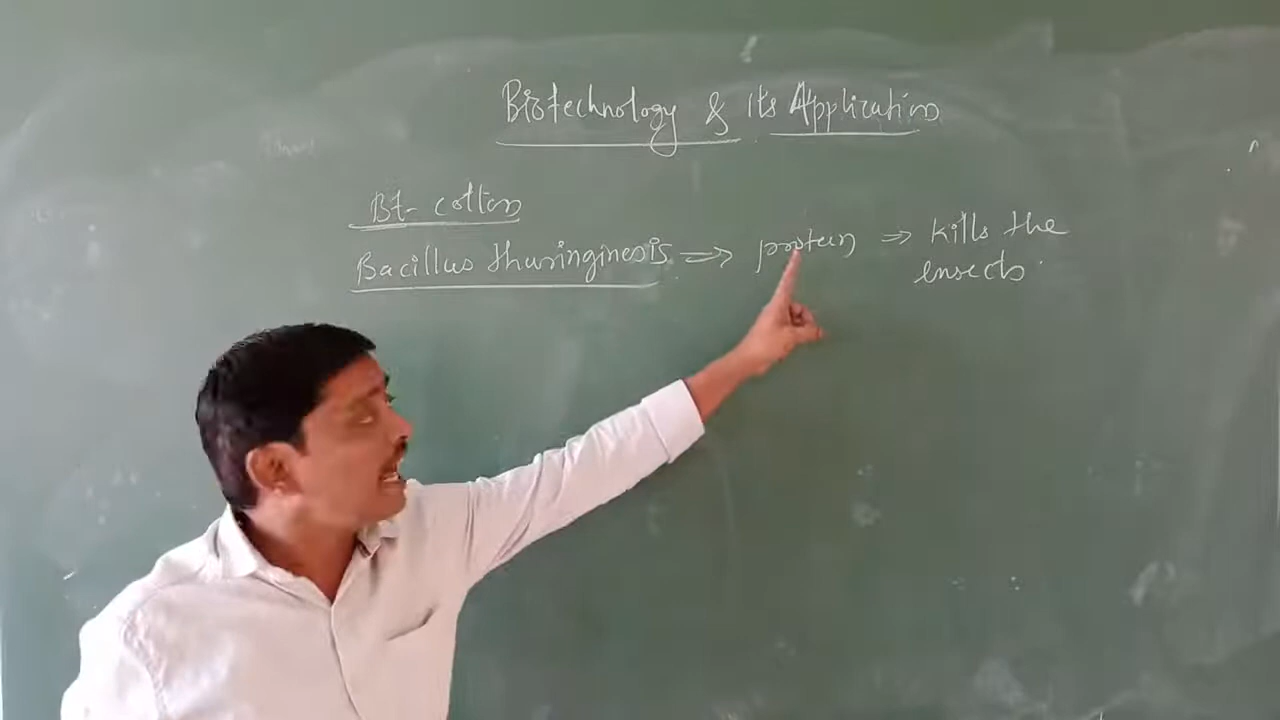 Biotechnology & its Application
Bt- cotton
Bacillus thuringinesis => protein => kills the
insects